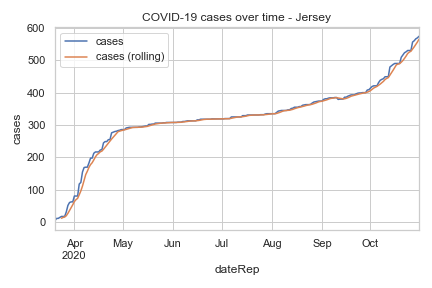 COVID-19 cases over time - Jersey
cases
cases (rolling)
600
500
400
300
200
100
0
cases
Apr May Jun Jul Aug Sep Oct
2020
dateRep